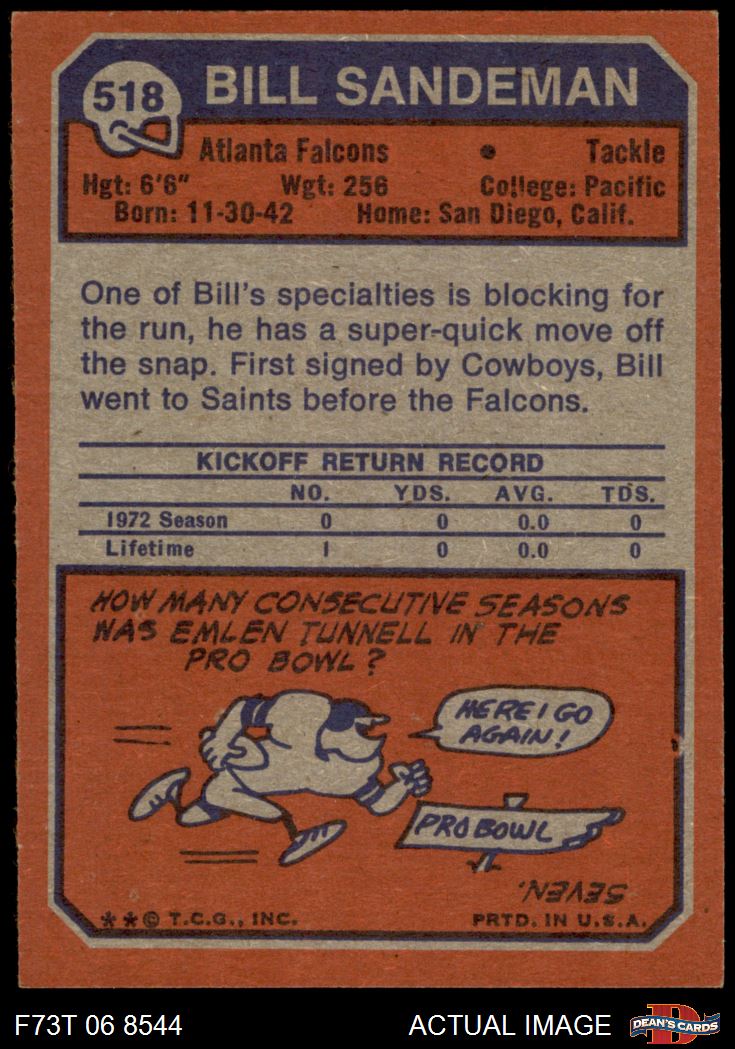 518
BILL SANDEMAN
Atlanta Falcons • Tackle
Hgt: 6'6" Wgt: 256 College: Pacific
Born: 11-30-42 Home: San Diego, Calif.
One of Bill's specialties is blocking for
the run, he has a super-quick move off
the snap. First signed by Cowboys, Bill
went to Saints before the Falcons.
KICKOFF RETURN RECORD
NO. YDS. AVG. TDS.
1972 Season 0 0 0.0 0
Lifetime 1 0 0.0 0
HOW MANY CONSECUTIVE SEASONS
WAS EMLEN TUNNELL IN THE
PRO BOWL?
HERE I GO
AGAIN!
PRO BOWL
SEVEN.
**© T.C.G., INC. PRTD. IN U.S.A.
F73T 06 8544 ACTUAL IMAGE
D
DEAN'S CARDS